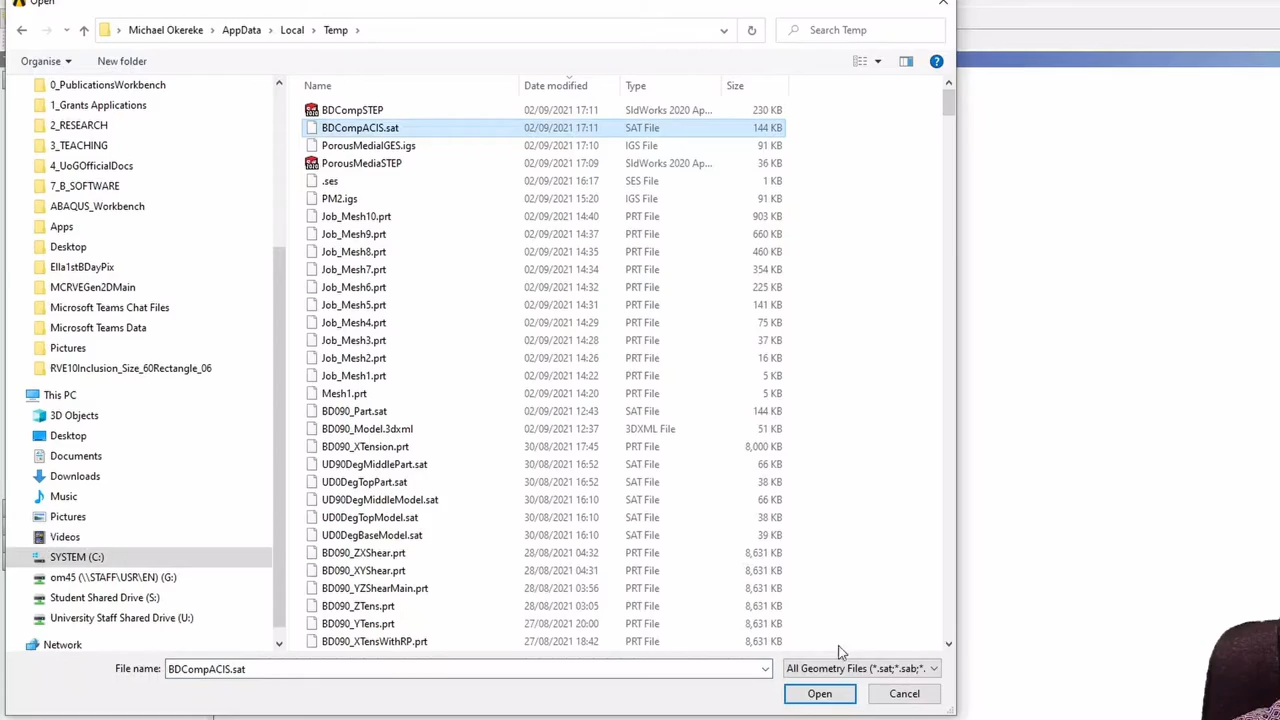 Open
Michael Okereke > AppData > Local > Temp >
Search Temp
Organise
New folder
Name
Date modified
Type
Size
0_PublicationsWorkbench
1_Grants Applications
2_RESEARCH
3_TEACHING
4_UoGOfficialDocs
7_B_SOFTWARE
ABAQUS_Workbench
Apps
Desktop
Ella1stBDayPix
MCRVEGen2DMain
Microsoft Teams Chat Files
Microsoft Teams Data
Pictures
RVE10Inclusion_Size_60Rectangle_06
This PC
3D Objects
Desktop
Documents
Downloads
Music
Pictures
Videos
SYSTEM (C:)
om45 (\\STAFF\USR\EN) (G:)
Student Shared Drive (S:)
University Staff Shared Drive (U:)
Network
BDCompSTEP 02/09/2021 17:11 SldWorks 2020 Ap... 230 KB
BDCompACIS.sat 02/09/2021 17:11 SAT File 144 KB
PorousMediaIGES.igs 02/09/2021 17:10 IGS File 91 KB
PorousMediaSTEP 02/09/2021 17:09 SldWorks 2020 Ap... 36 KB
.ses 02/09/2021 16:17 SES File 1 KB
PM2.igs 02/09/2021 15:20 IGS File 91 KB
Job_Mesh10.prt 02/09/2021 14:40 PRT File 903 KB
Job_Mesh9.prt 02/09/2021 14:37 PRT File 660 KB
Job_Mesh8.prt 02/09/2021 14:35 PRT File 460 KB
Job_Mesh7.prt 02/09/2021 14:34 PRT File 354 KB
Job_Mesh6.prt 02/09/2021 14:32 PRT File 225 KB
Job_Mesh5.prt 02/09/2021 14:31 PRT File 141 KB
Job_Mesh4.prt 02/09/2021 14:29 PRT File 75 KB
Job_Mesh3.prt 02/09/2021 14:28 PRT File 37 KB
Job_Mesh2.prt 02/09/2021 14:26 PRT File 16 KB
Job_Mesh1.prt 02/09/2021 14:22 PRT File 5 KB
Mesh1.prt 02/09/2021 14:20 PRT File 5 KB
BD090_Part.sat 02/09/2021 12:43 SAT File 144 KB
BD090_Model.3dxml 02/09/2021 12:37 3DXML File 51 KB
BD090_XTension.prt 30/08/2021 17:45 PRT File 8,000 KB
UD90DegMiddlePart.sat 30/08/2021 16:52 SAT File 66 KB
UD0DegTopPart.sat 30/08/2021 16:52 SAT File 38 KB
UD90DegMiddleModel.sat 30/08/2021 16:10 SAT File 66 KB
UD0DegTopModel.sat 30/08/2021 16:10 SAT File 38 KB
UD0DegBaseModel.sat 30/08/2021 16:10 SAT File 39 KB
BD090_ZXShear.prt 28/08/2021 04:32 PRT File 8,631 KB
BD090_XYShear.prt 28/08/2021 04:31 PRT File 8,631 KB
BD090_YZShearMain.prt 28/08/2021 03:56 PRT File 8,631 KB
BD090_ZTens.prt 28/08/2021 03:05 PRT File 8,631 KB
BD090_YTens.prt 27/08/2021 20:00 PRT File 8,631 KB
BD090_XTensWithRP.prt 27/08/2021 18:42 PRT File 8,631 KB
File name: BDCompACIS.sat
All Geometry Files (*.sat;*.sab;*.
Open
Cancel